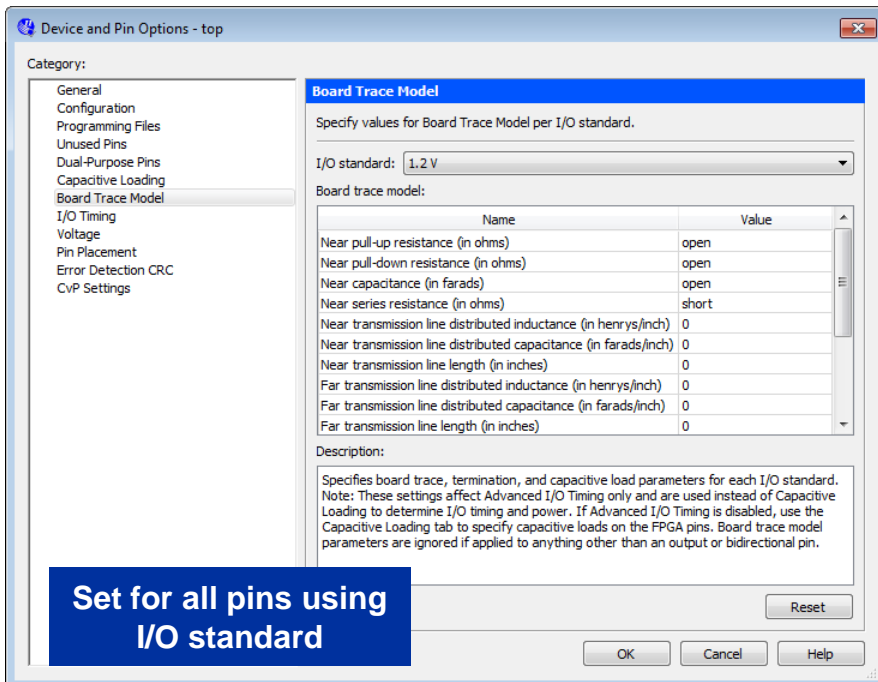 Device and Pin Options - top
Category:
General
Configuration
Programming Files
Unused Pins
Dual-Purpose Pins
Capacitive Loading
Board Trace Model
I/O Timing
Voltage
Pin Placement
Error Detection CRC
CvP Settings
Board Trace Model
Specify values for Board Trace Model per I/O standard.
I/O standard: 1.2 V
Board trace model:
Name Value
Near pull-up resistance (in ohms) open
Near pull-down resistance (in ohms) open
Near capacitance (in farads) open
Near series resistance (in ohms) short
Near transmission line distributed inductance (in henrys/inch) 0
Near transmission line distributed capacitance (in farads/inch) 0
Near transmission line length (in inches) 0
Far transmission line distributed inductance (in henrys/inch) 0
Far transmission line distributed capacitance (in farads/inch) 0
Far transmission line length (in inches) 0
Description:
Specifies board trace, termination, and capacitive load parameters for each I/O standard.
Note: These settings affect Advanced I/O Timing only and are used instead of Capacitive
Loading to determine I/O timing and power. If Advanced I/O Timing is disabled, use the
Capacitive Loading tab to specify capacitive loads on the FPGA pins. Board trace model
parameters are ignored if applied to anything other than an output or bidirectional pin.
Set for all pins using
I/O standard
Reset
OK Cancel Help